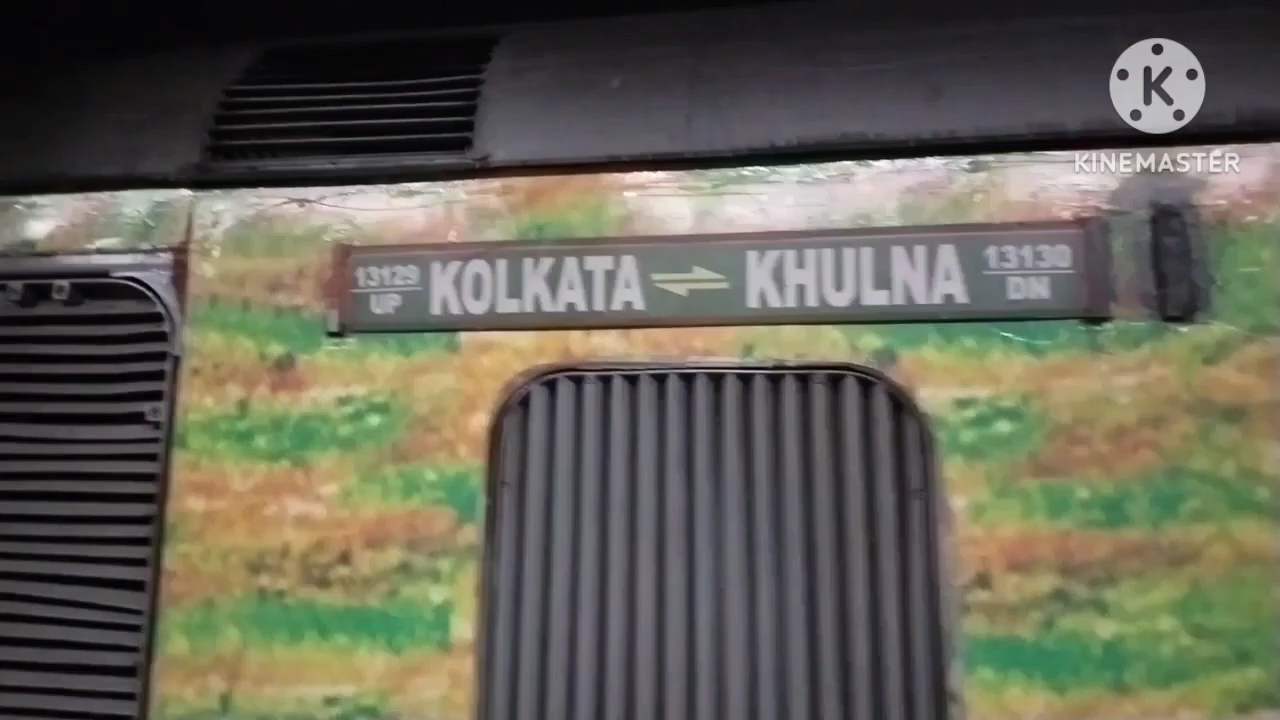 K
KINEMASTER
13129
UP
KOLKATA ⇌ KHULNA
13130
DN